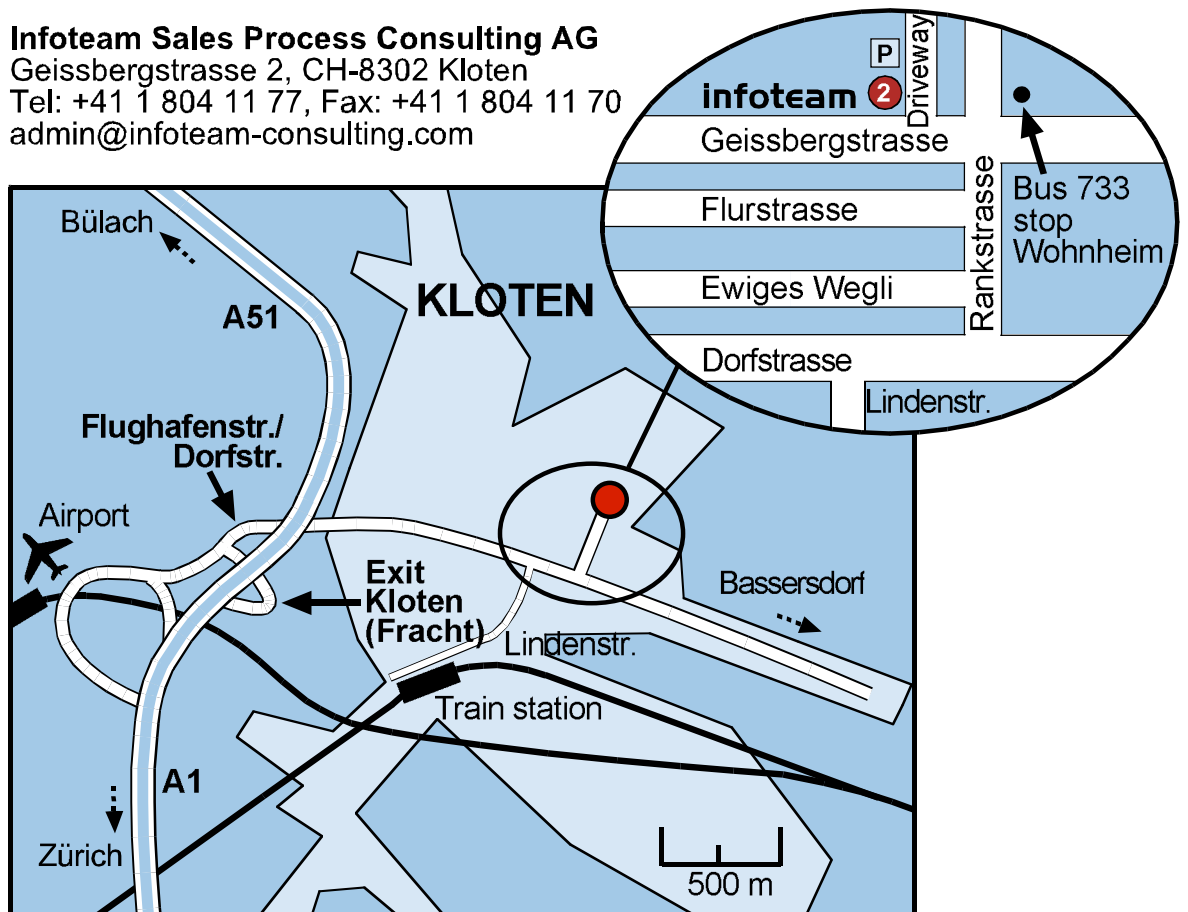 Infoteam Sales Process Consulting AG
Geissbergstrasse 2, CH-8302 Kloten
Tel: +41 1 804 11 77, Fax: +41 1 804 11 70
admin@infoteam-consulting.com
P
infoteam 2
Driveway
Geissbergstrasse
Flurstrasse
Ewiges Wegli
Dorfstrasse
Rankstrasse
Lindenstr.
Bus 733
stop
Wohnheim
Bülach
A51
KLOTEN
Flughafenstr./
Dorfstr.
Airport
Exit
Kloten
(Fracht)
Bassersdorf
Lindenstr.
Train station
A1
Zürich
500 m